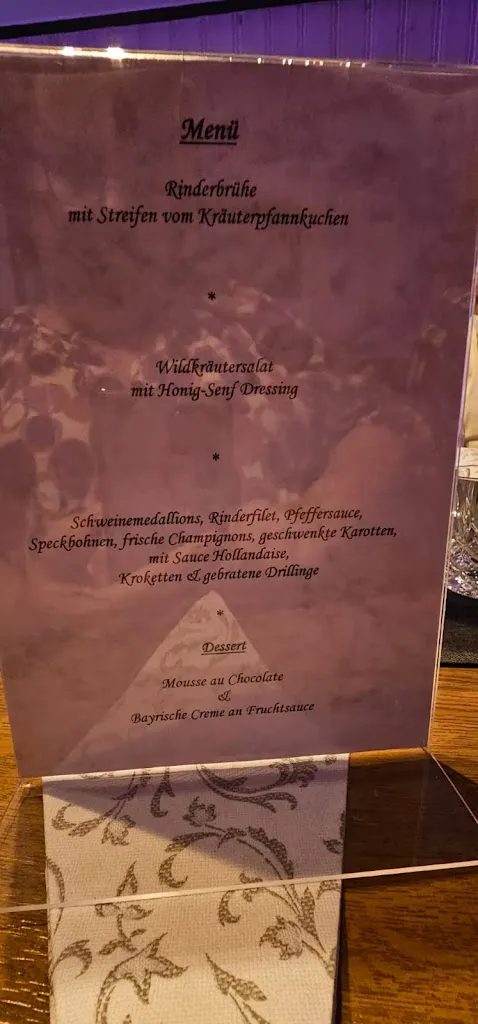 Menü
Rinderbrühe
mit Streifen vom Kräuterpfannkuchen
*
Wildkräutersalat
mit Honig-Senf Dressing
*
Schweinemedallions, Rinderfilet, Pfeffersauce,
Speckbohnen, frische Champignons, geschwenkte Karotten,
mit Sauce Hollandaise,
Kroketten & gebratene Drillinge
*
Dessert
Mousse au Chocolate
&
Bayrische Creme an Fruchtsauce